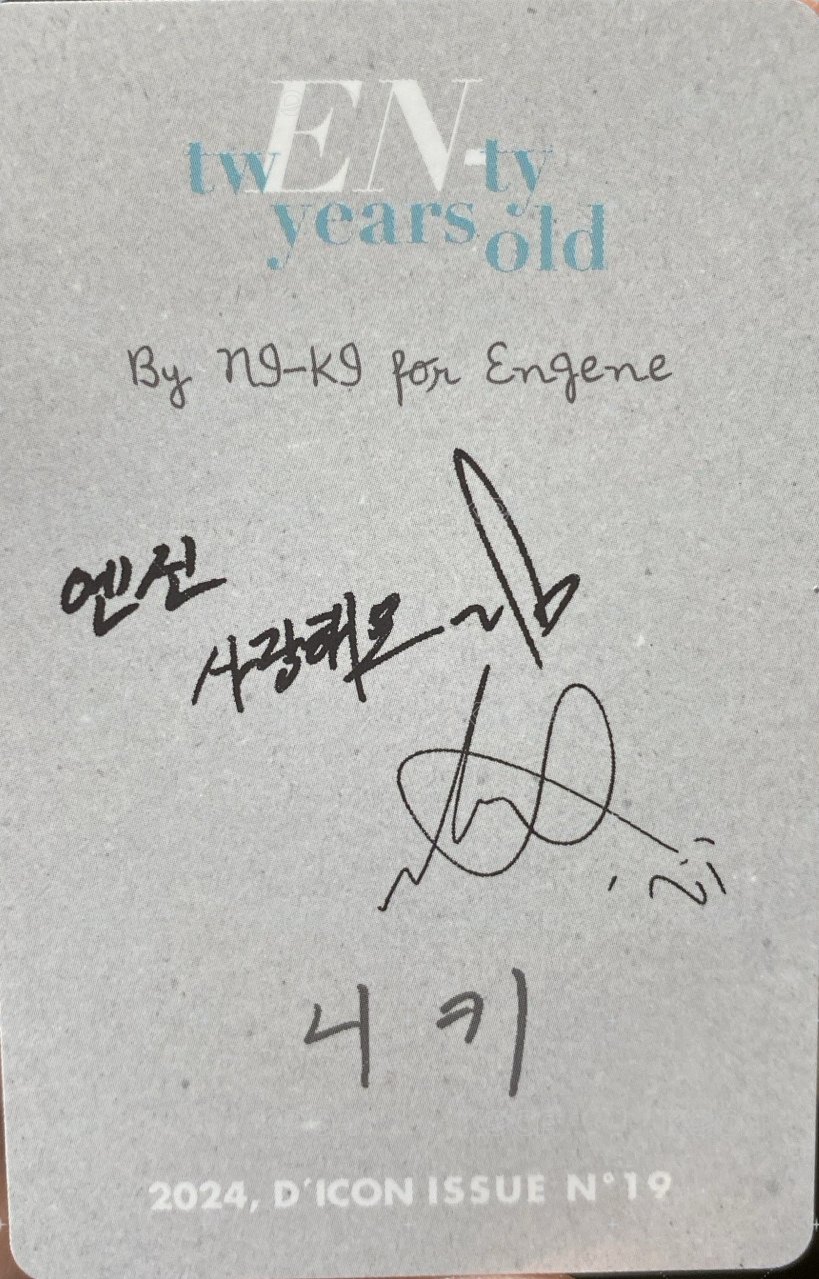 twEN-ty
years old
By NI-KI for Engene
엔진
사랑해요~
니키
2024, D'ICON ISSUE N°19